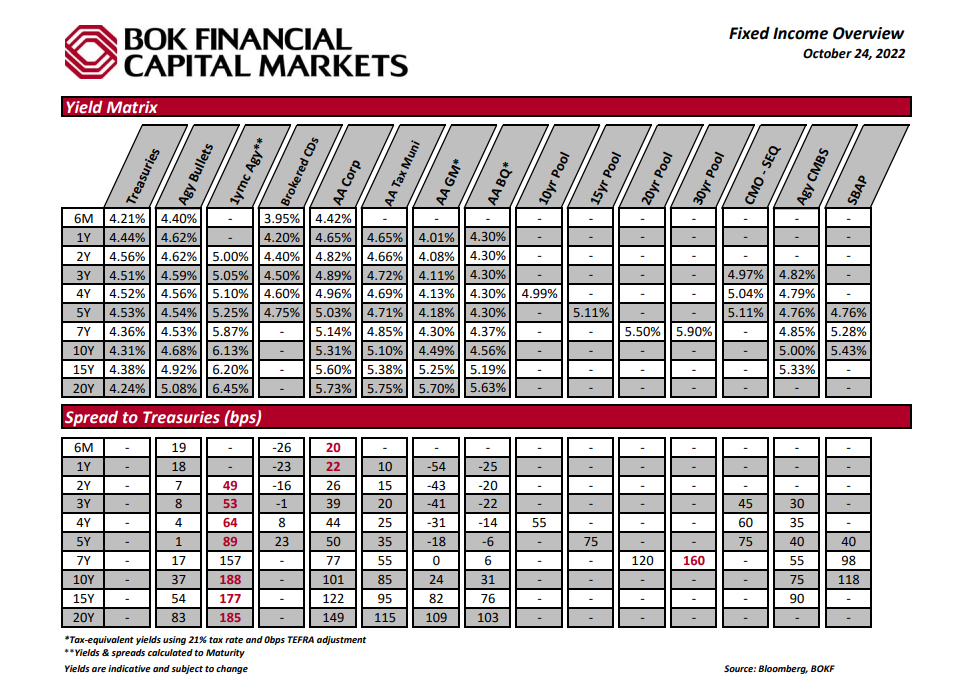 BOK FINANCIAL
CAPITAL MARKETS
Fixed Income Overview
October 24, 2022
Yield Matrix
Treasuries Agy Bullets 1yrnc Agy** Brokered CDs AA Corp AA Tax Muni AA GM* AA BQ* 10yr Pool 15yr Pool 20yr Pool 30yr Pool CMO - SEQ Agy CMBS SBAP
6M 4.21% 4.40% - 3.95% 4.42% - - - - - - - - - -
1Y 4.44% 4.62% - 4.20% 4.65% 4.65% 4.01% 4.30% - - - - - - -
2Y 4.56% 4.62% 5.00% 4.40% 4.82% 4.66% 4.08% 4.30% - - - - - - -
3Y 4.51% 4.59% 5.05% 4.50% 4.89% 4.72% 4.11% 4.30% - - - - 4.97% 4.82% -
4Y 4.52% 4.56% 5.10% 4.60% 4.96% 4.69% 4.13% 4.30% 4.99% - - - 5.04% 4.79% -
5Y 4.53% 4.54% 5.25% 4.75% 5.03% 4.71% 4.18% 4.30% - 5.11% - - 5.11% 4.76% 4.76%
7Y 4.36% 4.53% 5.87% - 5.14% 4.85% 4.30% 4.37% - - 5.50% 5.90% - 4.85% 5.28%
10Y 4.31% 4.68% 6.13% - 5.31% 5.10% 4.49% 4.56% - - - - - 5.00% 5.43%
15Y 4.38% 4.92% 6.20% - 5.60% 5.38% 5.25% 5.19% - - - - - 5.33% -
20Y 4.24% 5.08% 6.45% - 5.73% 5.75% 5.70% 5.63% - - - - - - -
Spread to Treasuries (bps)
6M - 19 - -26 20 - - - - - - - - - -
1Y - 18 - -23 22 10 -54 -25 - - - - - - -
2Y - 7 49 -16 26 15 -43 -20 - - - - - - -
3Y - 8 53 -1 39 20 -41 -22 - - - - 45 30 -
4Y - 4 64 8 44 25 -31 -14 55 - - - 60 35 -
5Y - 1 89 23 50 35 -18 -6 - 75 - - 75 40 40
7Y - 17 157 - 77 55 0 6 - - 120 160 - 55 98
10Y - 37 188 - 101 85 24 31 - - - - - 75 118
15Y - 54 177 - 122 95 82 76 - - - - - 90 -
20Y - 83 185 - 149 115 109 103 - - - - - - -
*Tax-equivalent yields using 21% tax rate and 0bps TEFRA adjustment
**Yields & spreads calculated to Maturity
Yields are indicative and subject to change
Source: Bloomberg, BOKF